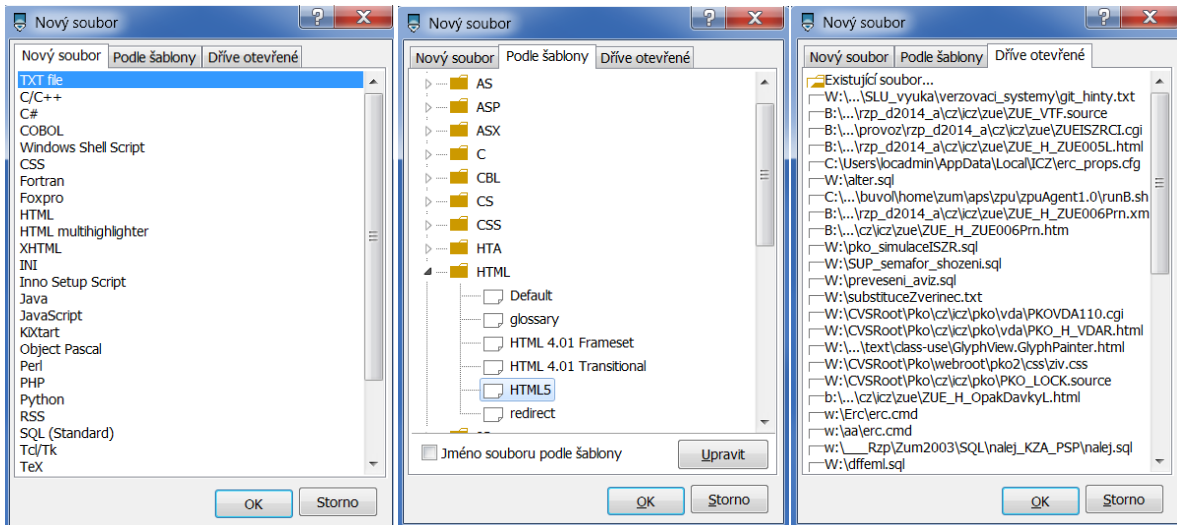 Nový soubor
Nový soubor Podle šablony Dříve otevřené
TXT file
C/C++
C#
COBOL
Windows Shell Script
CSS
Fortran
Foxpro
HTML
HTML multihighlighter
XHTML
INI
Inno Setup Script
Java
JavaScript
KiXtart
Object Pascal
Perl
PHP
Python
RSS
SQL (Standard)
Tcl/Tk
TeX
OK Storno
Nový soubor
Nový soubor Podle šablony Dříve otevřené
AS
ASP
ASX
C
CBL
CS
CSS
HTA
HTML
Default
glossary
HTML 4.01 Frameset
HTML 4.01 Transitional
HTML5
redirect
Jméno souboru podle šablony Upravit
OK Storno
Nový soubor
Nový soubor Podle šablony Dříve otevřené
Existující soubor...
W:\...\SLU_vyuka\verzovaci_systemy\git_hinty.txt
B:\...\rzp_d2014_a\cz\icz\zue\ZUE_VTF.source
B:\...\provoz\rzp_d2014_a\cz\icz\zue\ZUEISZRCI.cgi
B:\...\rzp_d2014_a\cz\icz\zue\ZUE_H_ZUE005L.html
C:\Users\locadmin\AppData\Local\ICZ\erc_props.cfg
W:\alter.sql
C:\...\buvol\home\zum\aps\zpu\zpuAgent1.0\runB.sh
B:\...\rzp_d2014_a\cz\icz\zue\ZUE_H_ZUE006Prn.xm
B:\...\cz\icz\zue\ZUE_H_ZUE006Prn.htm
W:\pko_simulaceISZR.sql
W:\SUP_semafor_shozeni.sql
W:\preveseni_aviz.sql
W:\substituceZverinec.txt
W:\CVSRoot\Pko\cz\icz\pko\vda\PKOVDA110.cgi
W:\CVSRoot\Pko\cz\icz\pko\vda\PKO_H_VDAR.html
W:\...\text\class-use\GlyphView.GlyphPainter.html
W:\CVSRoot\Pko\webroot\pko2\css\ziv.css
W:\CVSRoot\Pko\cz\icz\pko\PKO_LOCK.source
b:\...\cz\icz\zue\ZUE_H_OpakDavkyL.html
w:\Erc\erc.cmd
w:\aa\erc.cmd
w:\___Rzp\Zum2003\SQL\nalej_KZA_PSP\nalej.sql
W:\dffeml.sql
OK Storno